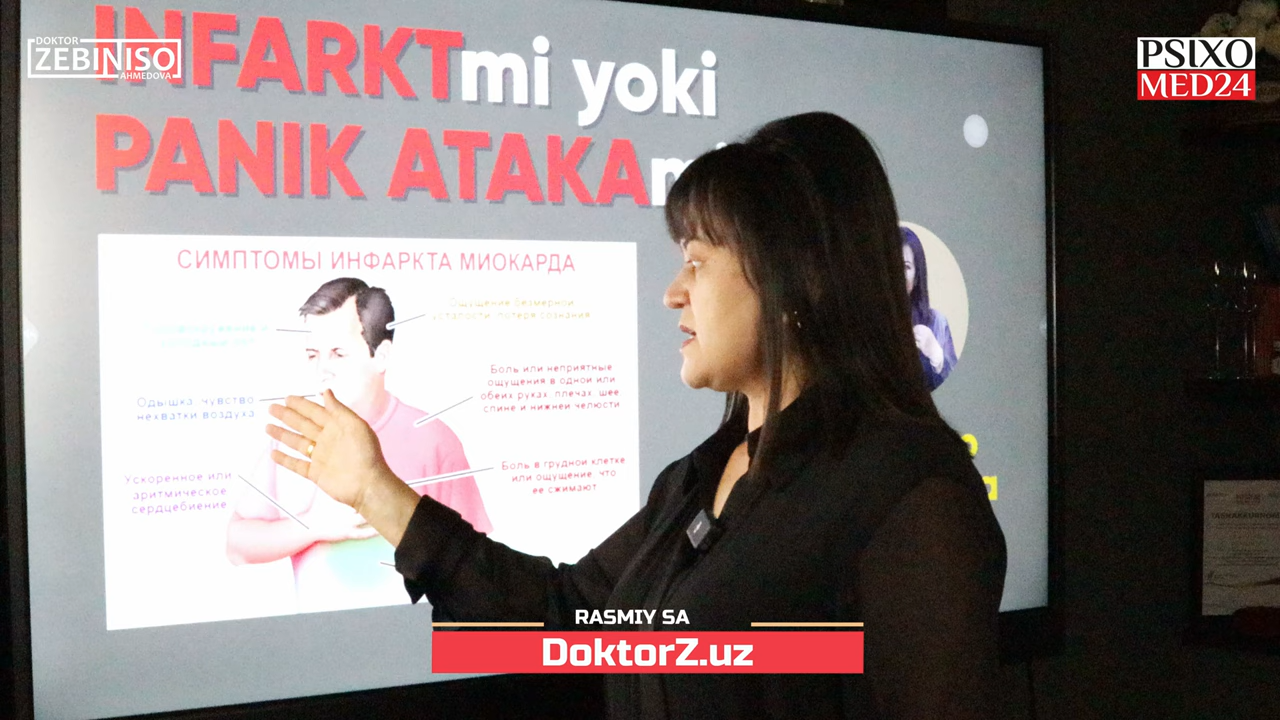 DOKTOR
ZEBINISO
AHMEDOVA
PSIXO
MED24
INFARKTmi yoki
PANIK ATAKAm
СИМПТОМЫ ИНФАРКТА МИОКАРДА
Ощущение безмерной
усталости, потеря сознания
Боль или неприятные
ощущения в одной или
обеих руках, плечах, шее,
спине и нижней челюсти
Одышка, чувство
нехватки воздуха
Ускоренное или
аритмическое
сердцебиение
Боль в грудной клетке
или ощущение, что
ее сжимают
RASMIY SA
DoktorZ.uz